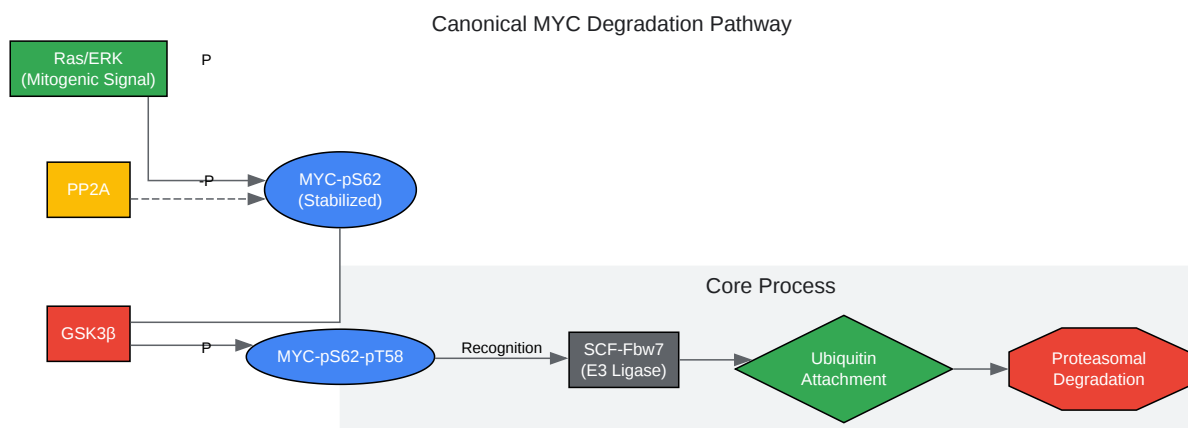 Canonical MYC Degradation Pathway
Ras/ERK
(Mitogenic Signal)
P
PP2A
-P
MYC-pS62
(Stabilized)
Core Process
GSK3β
P
MYC-pS62-pT58
Recognition
SCF-Fbw7
(E3 Ligase)
Ubiquitin
Attachment
Proteasomal
Degradation